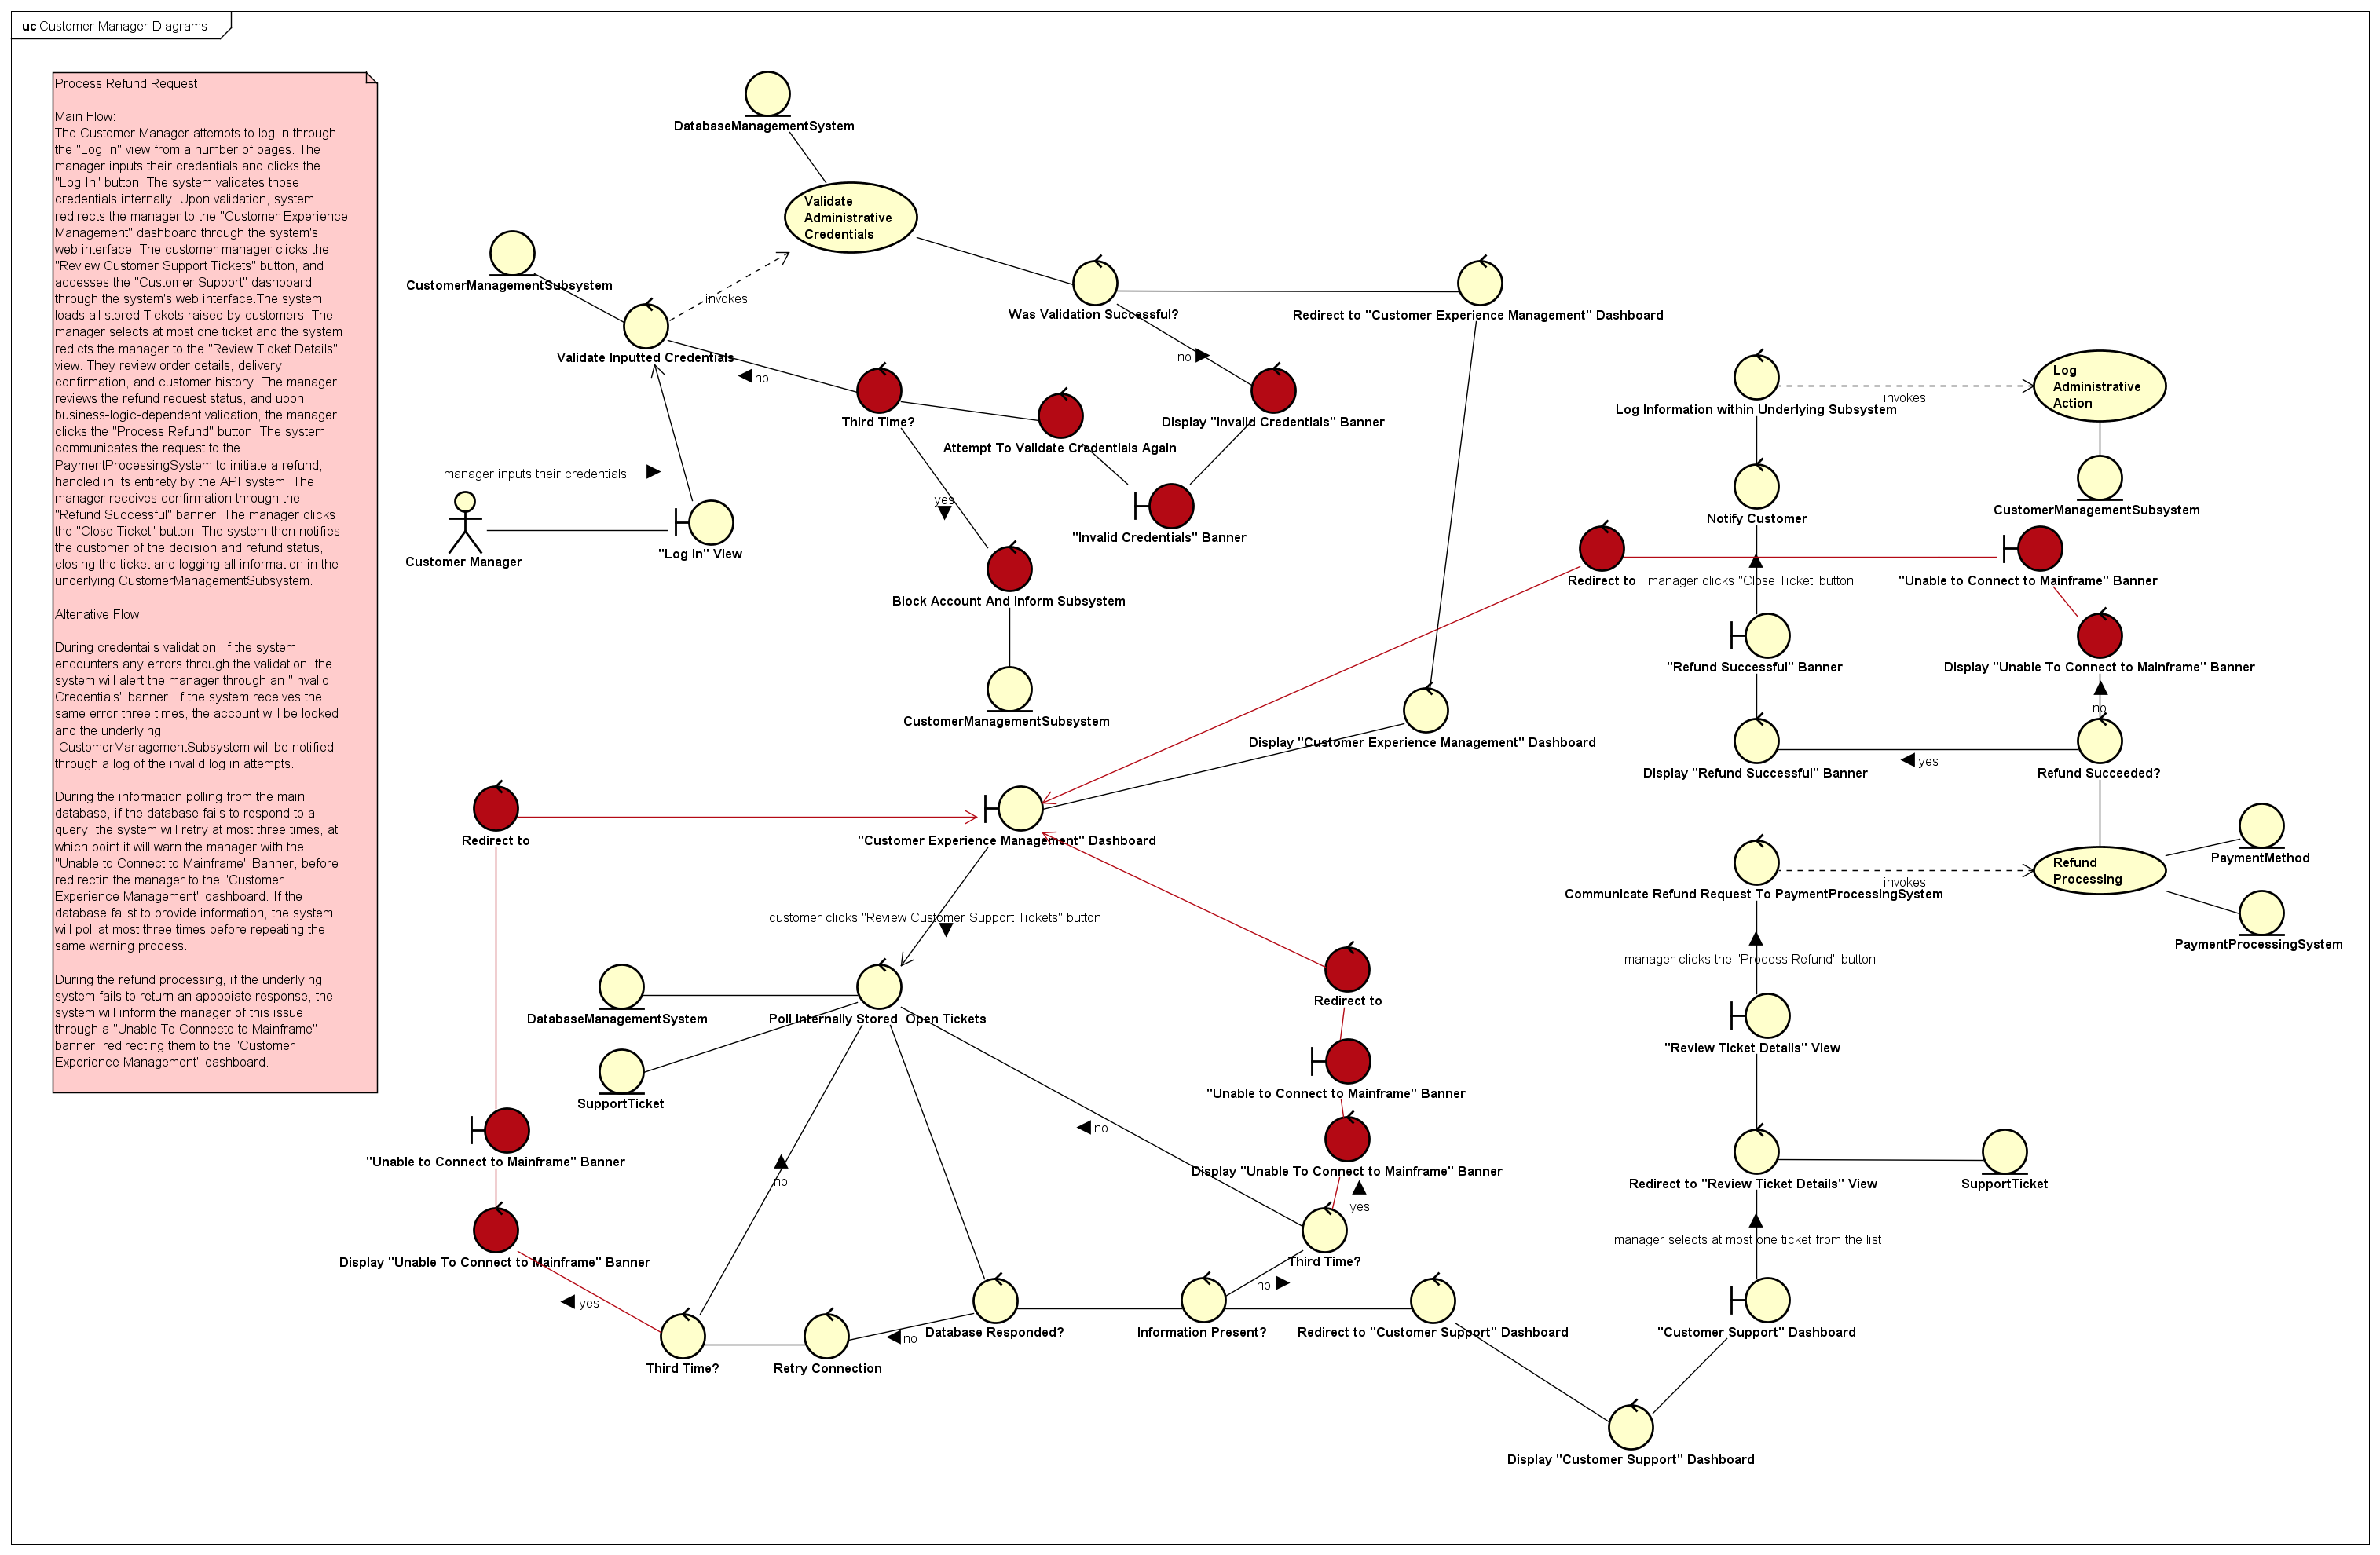 uc Customer Manager Diagrams
Process Refund Request
Main Flow:
The Customer Manager attempts to log in through
the "Log In" view from a number of pages. The
manager inputs their credentials and clicks the
"Log In" button. The system validates those
credentials internally. Upon validation, system
redirects the manager to the "Customer Experience
Management" dashboard through the system's
web interface. The customer manager clicks the
"Review Customer Support Tickets" button, and
accesses the "Customer Support" dashboard
through the system's web interface.The system
loads all stored Tickets raised by customers. The
manager selects at most one ticket and the system
redicts the manager to the "Review Ticket Details"
view. They review order details, delivery
confirmation, and customer history. The manager
reviews the refund request status, and upon
business-logic-dependent validation, the manager
clicks the "Process Refund" button. The system
communicates the request to the
PaymentProcessingSystem to initiate a refund,
handled in its entirety by the API system. The
manager receives confirmation through the
"Refund Successful" banner. The manager clicks
the "Close Ticket" button. The system then notifies
the customer of the decision and refund status,
closing the ticket and logging all information in the
underlying CustomerManagementSubsystem.
Altenative Flow:
During credentails validation, if the system
encounters any errors through the validation, the
system will alert the manager through an "Invalid
Credentials" banner. If the system receives the
same error three times, the account will be locked
and the underlying
CustomerManagementSubsystem will be notified
through a log of the invalid log in attempts.
During the information polling from the main
database, if the database fails to respond to a
query, the system will retry at most three times, at
which point it will warn the manager with the
"Unable to Connect to Mainframe" Banner, before
redirectin the manager to the "Customer
Experience Management" dashboard. If the
database failst to provide information, the system
will poll at most three times before repeating the
same warning process.
During the refund processing, if the underlying
system fails to return an appopiate response, the
system will inform the manager of this issue
through a "Unable To Connecto to Mainframe"
banner, redirecting them to the "Customer
Experience Management" dashboard.
DatabaseManagementSystem
Validate
Administrative
Credentials
CustomerManagementSubsystem
invokes
Was Validation Successful?
Redirect to "Customer Experience Management" Dashboard
Validate Inputted Credentials
no
no
Third Time?
Display "Invalid Credentials" Banner
Attempt To Validate Credentials Again
manager inputs their credentials
yes
"Invalid Credentials" Banner
Customer Manager
"Log In" View
Block Account And Inform Subsystem
CustomerManagementSubsystem
Log Information within Underlying Subsystem
invokes
Log
Administrative
Action
Notify Customer
CustomerManagementSubsystem
Redirect to
manager clicks "Close Ticket' button
"Unable to Connect to Mainframe" Banner
"Refund Successful" Banner
Display "Unable To Connect to Mainframe" Banner
no
Display "Customer Experience Management" Dashboard
Display "Refund Successful" Banner
yes
Refund Succeeded?
Redirect to
"Customer Experience Management" Dashboard
PaymentMethod
Refund
Processing
invokes
Communicate Refund Request To PaymentProcessingSystem
PaymentProcessingSystem
customer clicks "Review Customer Support Tickets" button
manager clicks the "Process Refund" button
Redirect to
DatabaseManagementSystem
Poll Internally Stored  Open Tickets
"Review Ticket Details" View
SupportTicket
"Unable to Connect to Mainframe" Banner
no
"Unable to Connect to Mainframe" Banner
Display "Unable To Connect to Mainframe" Banner
no
Redirect to "Review Ticket Details" View
SupportTicket
yes
manager selects at most one ticket from the list
Display "Unable To Connect to Mainframe" Banner
Third Time?
no
yes
no
Database Responded?
Information Present?
Redirect to "Customer Support" Dashboard
"Customer Support" Dashboard
Third Time?
Retry Connection
Display "Customer Support" Dashboard